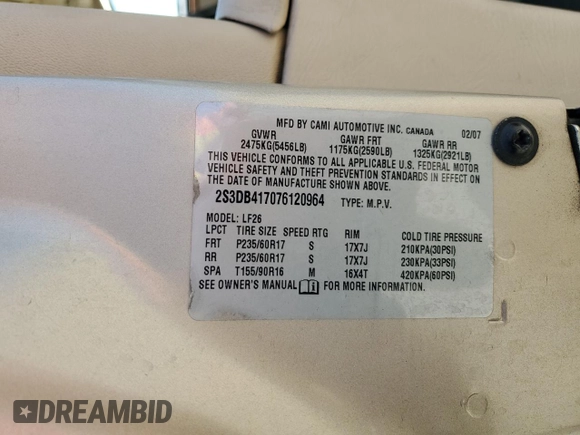 MFD BY CAMI AUTOMOTIVE INC. CANADA 02/07
GVWR GAWR FRT GAWR RR
2475KG(5456LB) 1175KG(2590LB) 1325KG(2921LB)
THIS VEHICLE CONFORMS TO ALL APPLICABLE U.S. FEDERAL MOTOR
VEHICLE SAFETY AND THEFT PREVENTION STANDARDS IN EFFECT ON
THE DATE OF MANUFACTURE SHOWN ABOVE.
2S3DB417076120964 TYPE: M.P.V.
MODEL: LF26
LPCT TIRE SIZE SPEED RTG RIM COLD TIRE PRESSURE
FRT P235/60R17 S 17X7J 210KPA(30PSI)
RR P235/60R17 S 17X7J 230KPA(33PSI)
SPA T155/90R16 M 16X4T 420KPA(60PSI)
SEE OWNER'S MANUAL FOR MORE INFORMATION.
DREAMBID